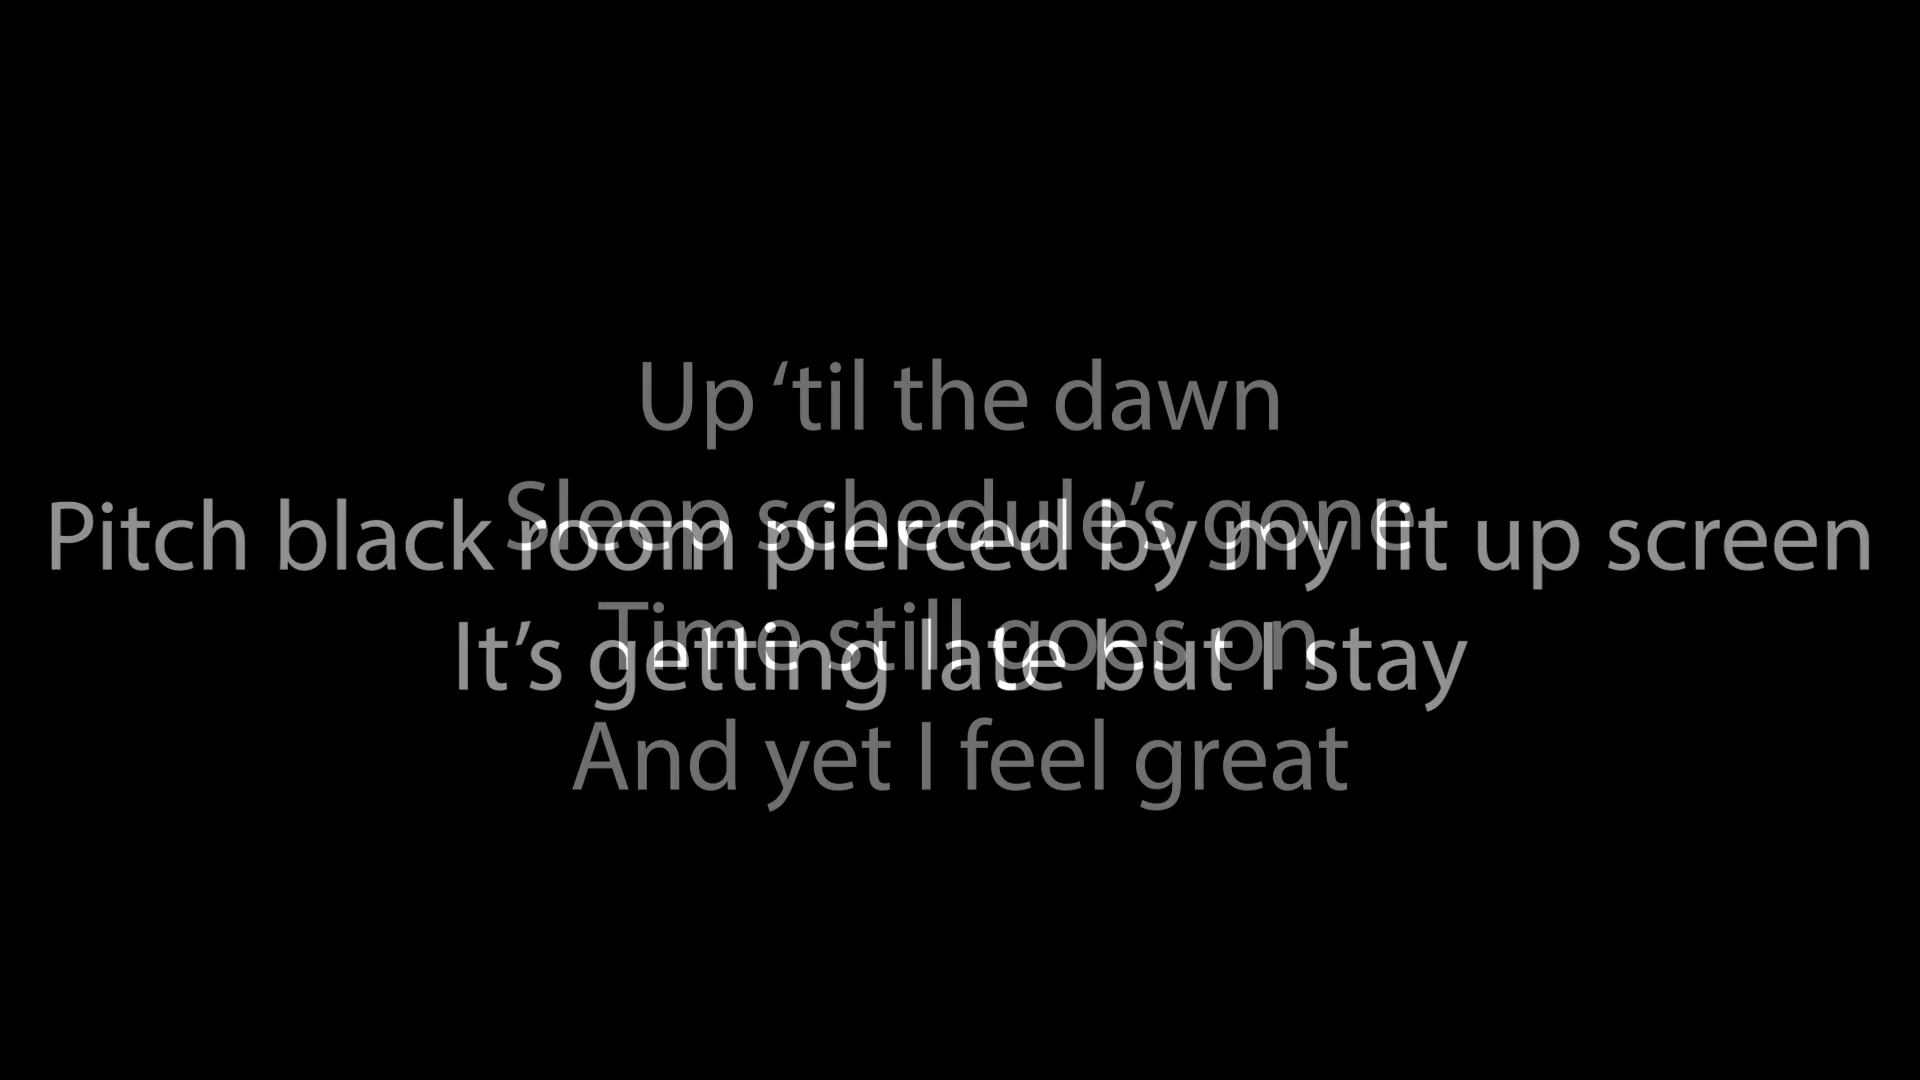 Up ‘til the dawn
Sleep schedule’s gone
Pitch black room pierced by my lit up screen
Time still goes on
It’s getting late but I stay
And yet I feel great